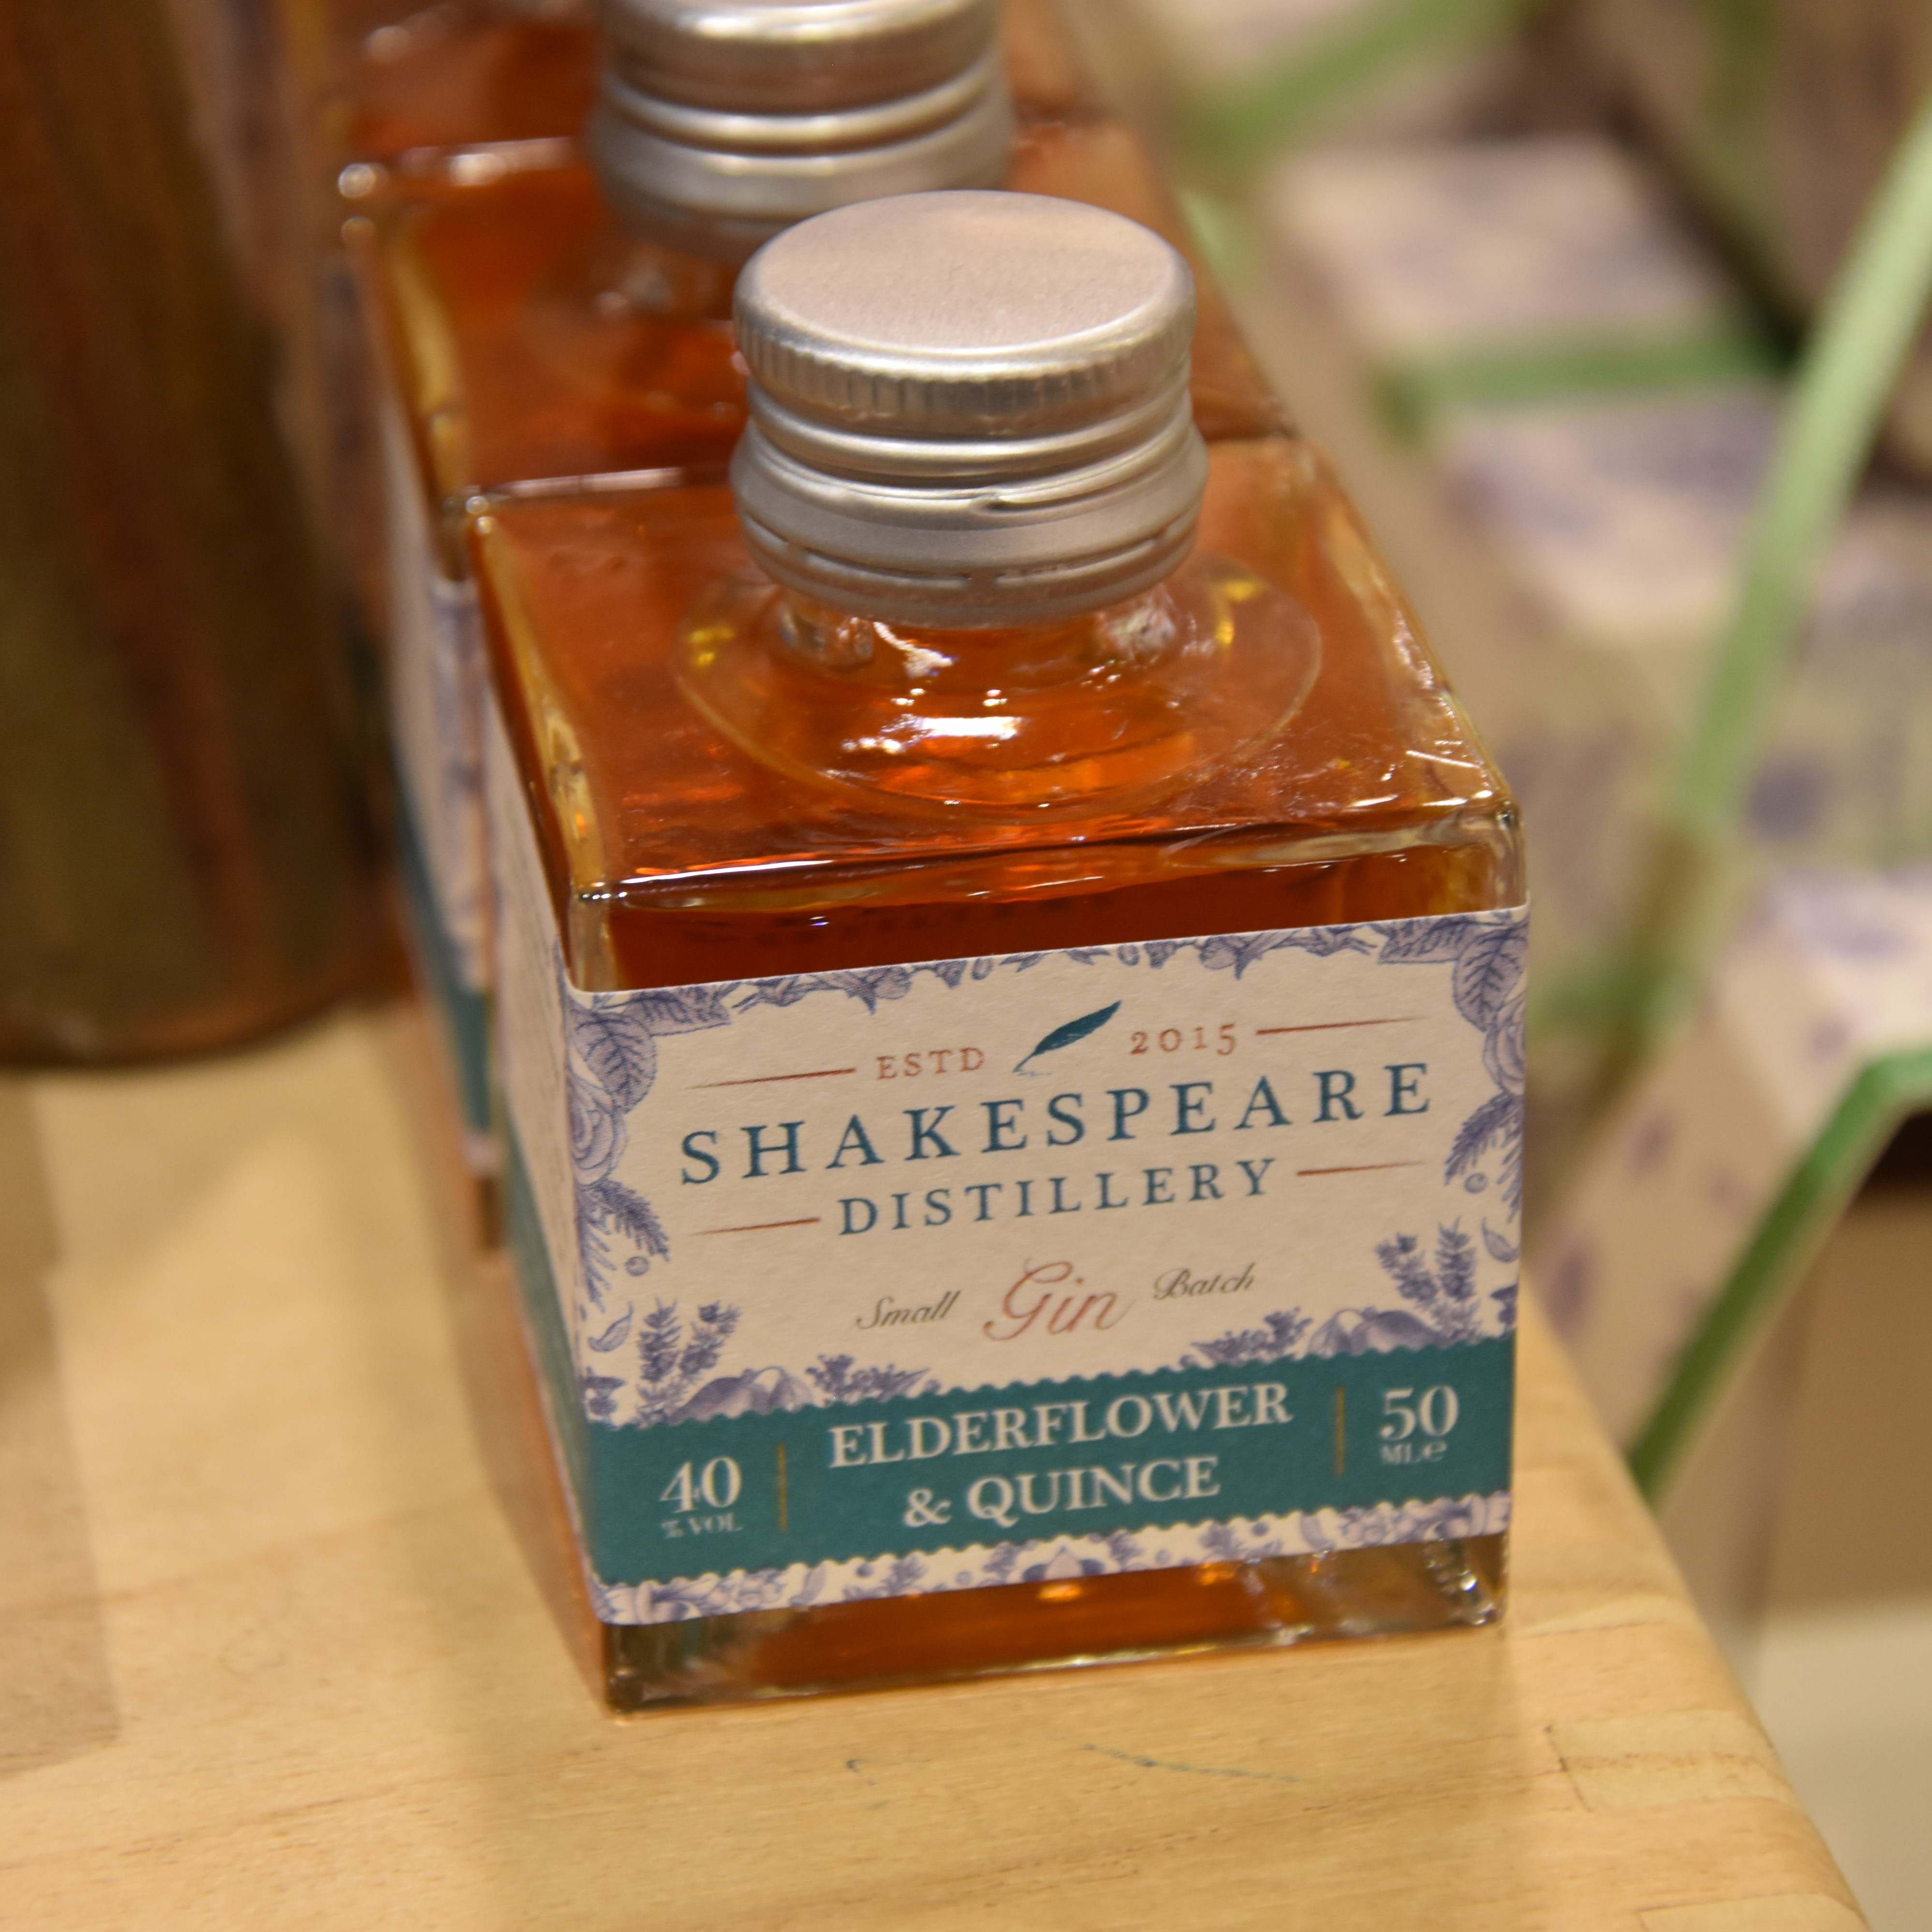 ESTD 2015
SHAKESPEARE
DISTILLERY
Small Gin Batch
40
% VOL
ELDERFLOWER
& QUINCE
50
ML℮